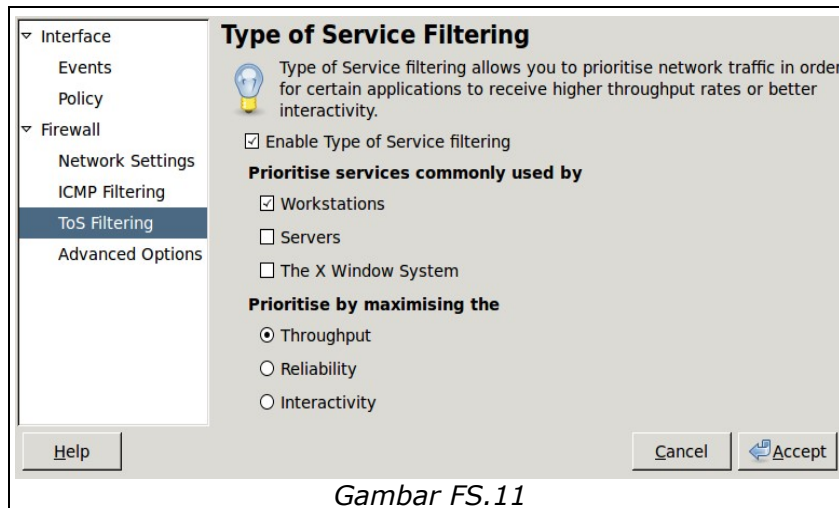 Interface
Events
Policy
Firewall
Network Settings
ICMP Filtering
ToS Filtering
Advanced Options
Type of Service Filtering
Type of Service filtering allows you to prioritise network traffic in order
for certain applications to receive higher throughput rates or better
interactivity.
Enable Type of Service filtering
Prioritise services commonly used by
Workstations
Servers
The X Window System
Prioritise by maximising the
Throughput
Reliability
Interactivity
Help
Cancel
Accept
Gambar FS.11